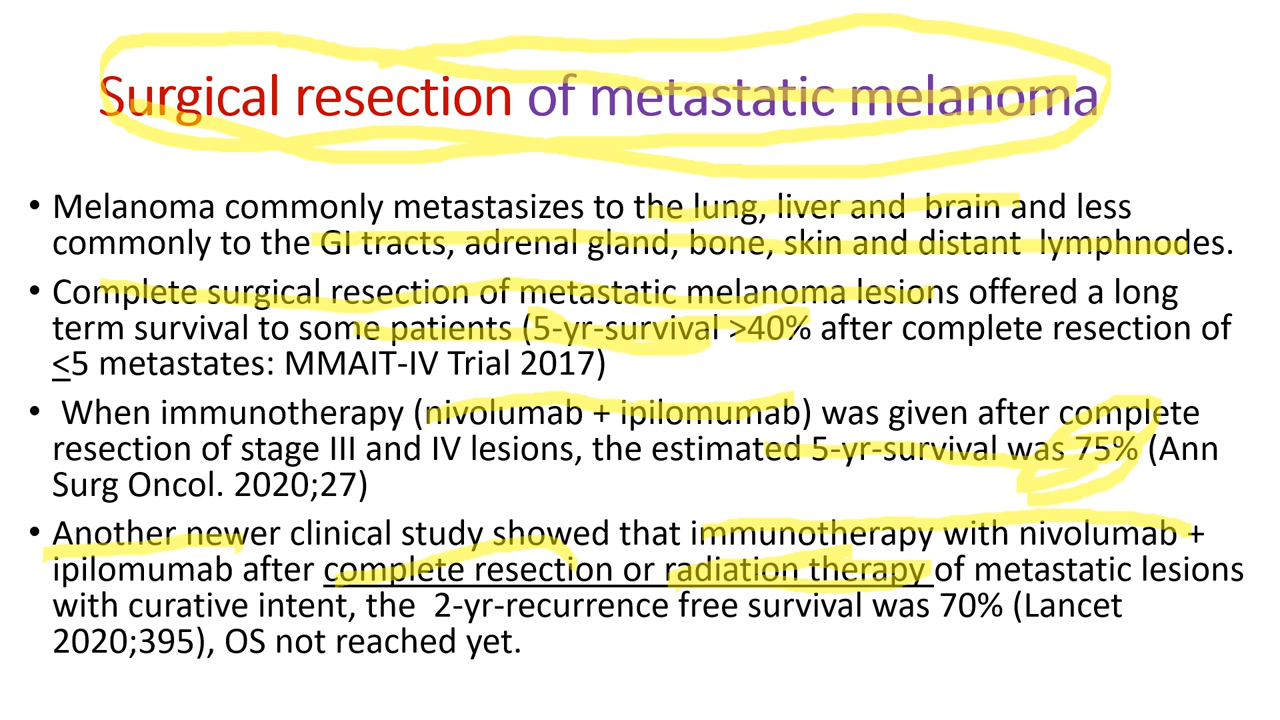 Surgical resection of metastatic melanoma
• Melanoma commonly metastasizes to the lung, liver and  brain and less
commonly to the GI tracts, adrenal gland, bone, skin and distant  lymphnodes.
• Complete surgical resection of metastatic melanoma lesions offered a long
term survival to some patients (5-yr-survival >40% after complete resection of
<5 metastates: MMAIT-IV Trial 2017)
•  When immunotherapy (nivolumab + ipilomumab) was given after complete
resection of stage III and IV lesions, the estimated 5-yr-survival was 75% (Ann
Surg Oncol. 2020;27)
• Another newer clinical study showed that immunotherapy with nivolumab +
ipilomumab after complete resection or radiation therapy of metastatic lesions
with curative intent, the  2-yr-recurrence free survival was 70% (Lancet
2020;395), OS not reached yet.